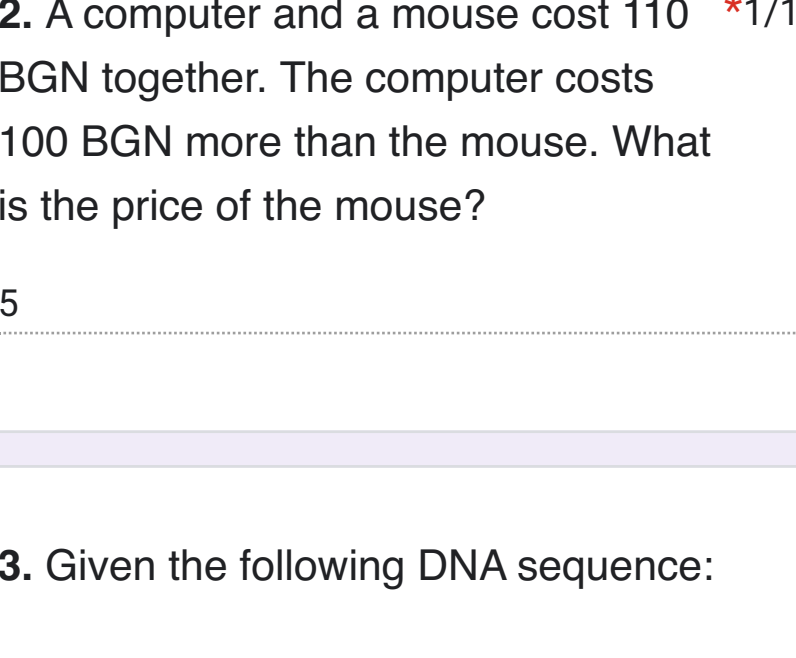 2. A computer and a mouse cost 110 *1/1
BGN together. The computer costs
100 BGN more than the mouse. What
is the price of the mouse?
5
3. Given the following DNA sequence: